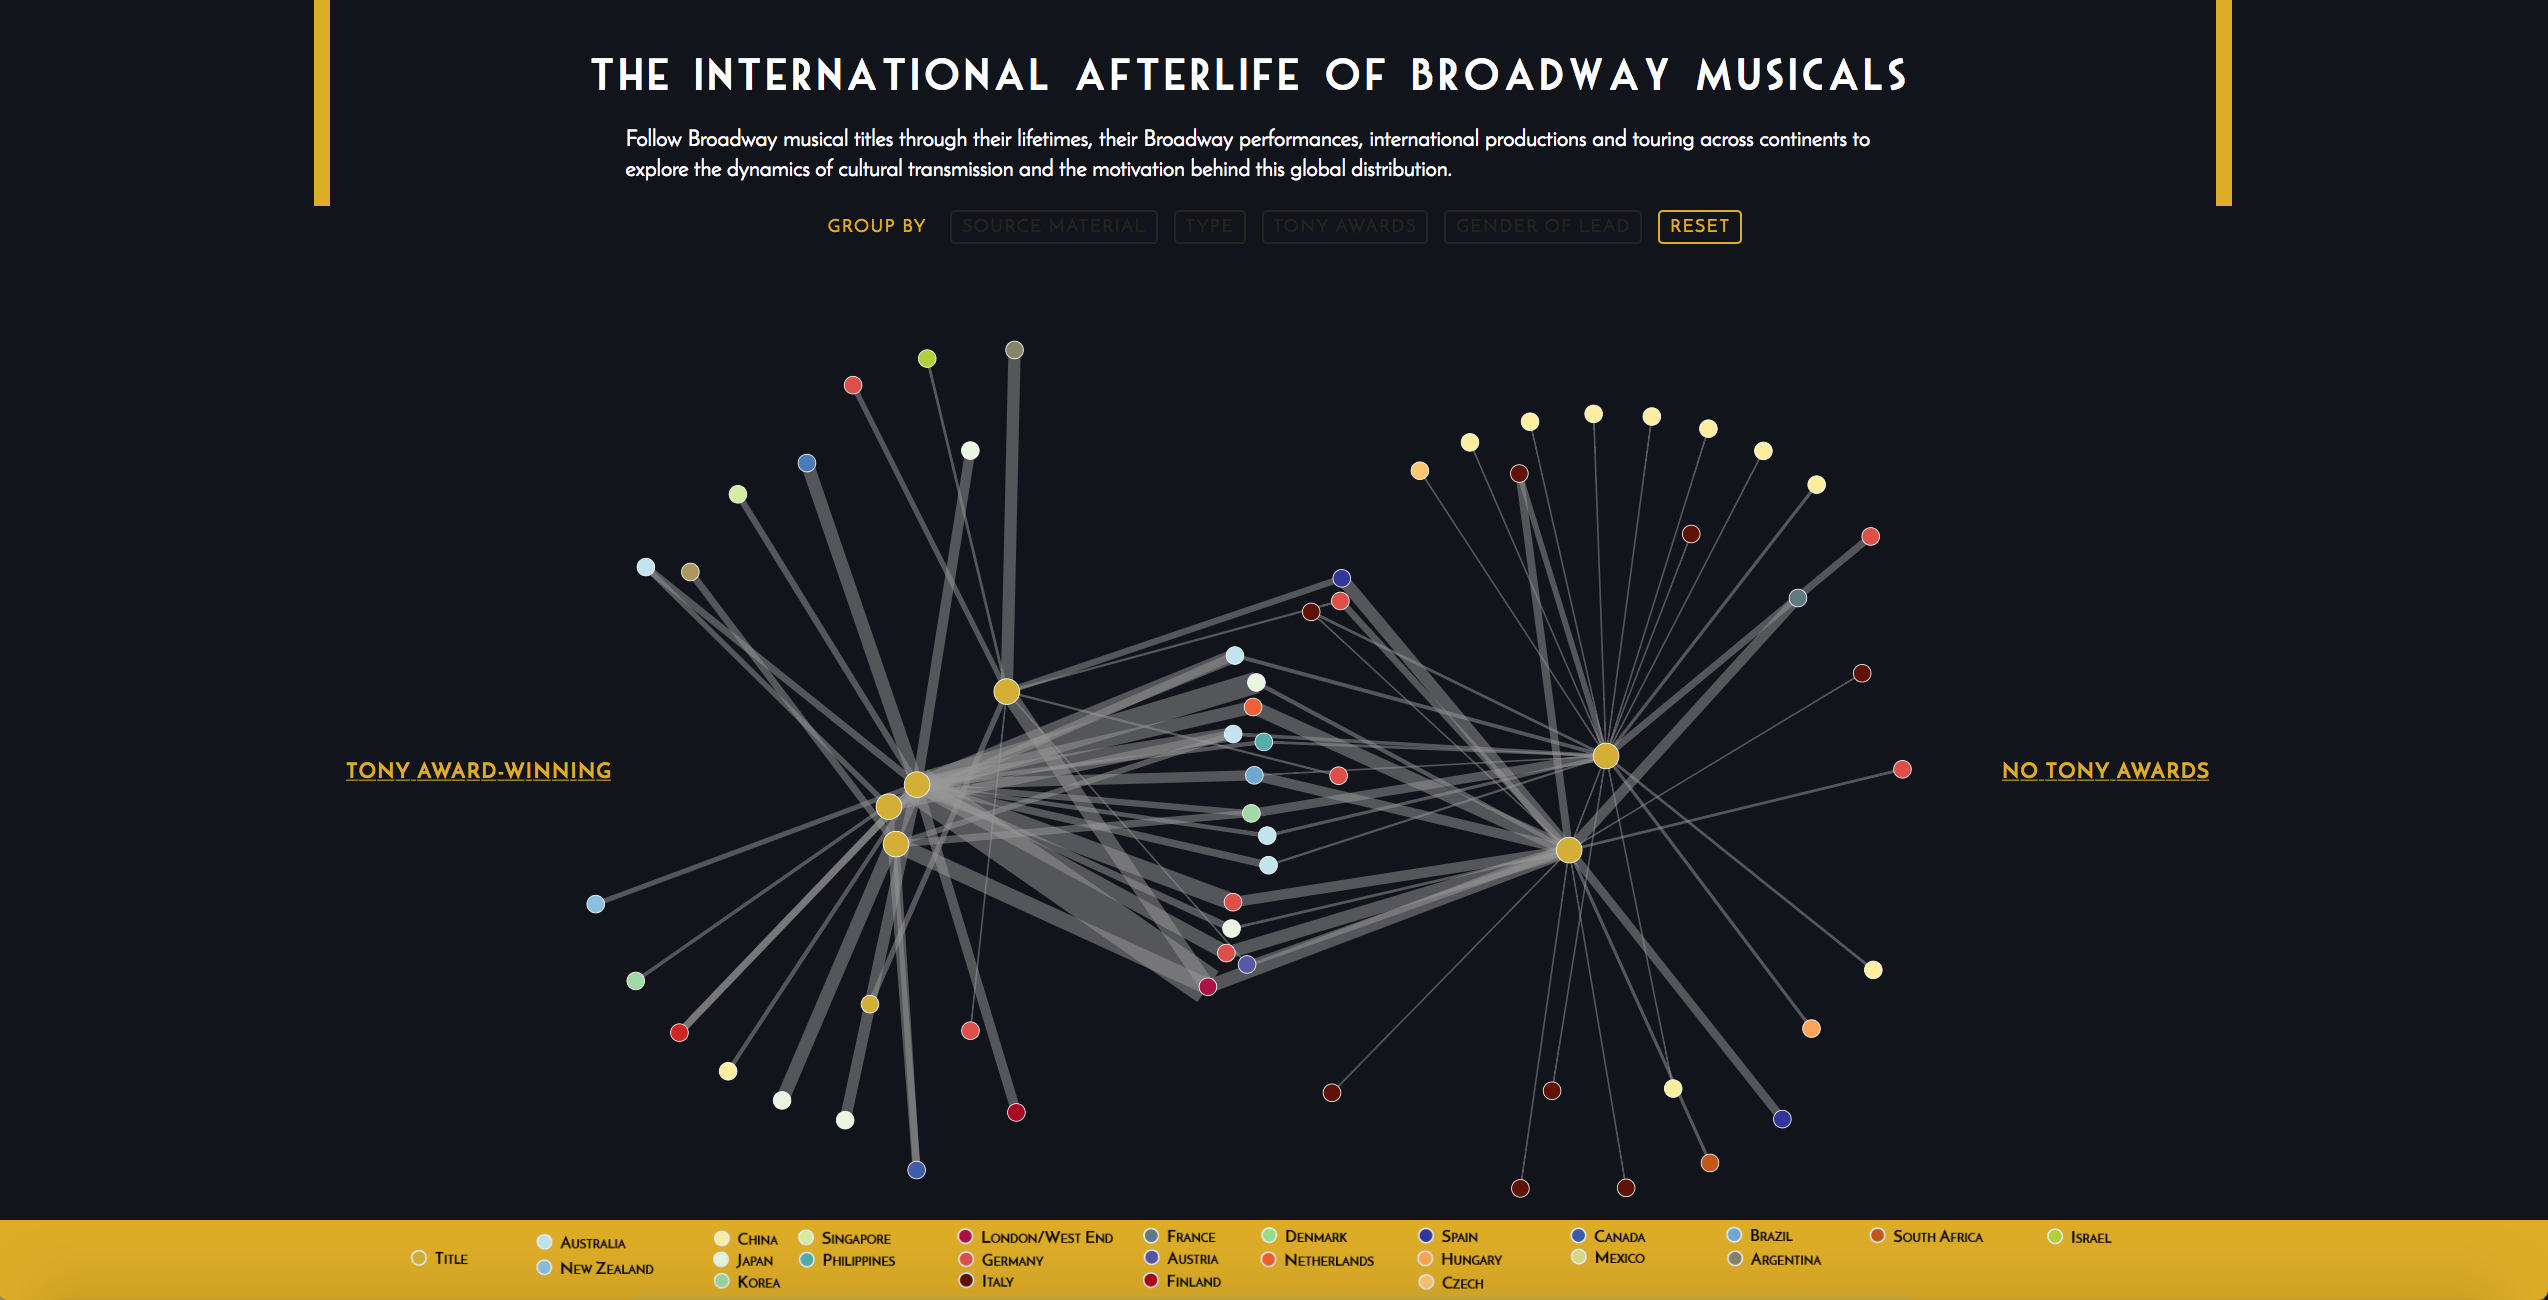 THE INTERNATIONAL AFTERLIFE OF BROADWAY MUSICALS
Follow Broadway musical titles through their lifetimes, their Broadway performances, international productions and touring across continents to
explore the dynamics of cultural transmission and the motivation behind this global distribution.
GROUP BY SOURCE MATERIAL TYPE TONY AWARDS GENDER OF LEAD RESET
TONY AWARD-WINNING
NO TONY AWARDS
TITLE
AUSTRALIA
NEW ZEALAND
CHINA
JAPAN
KOREA
SINGAPORE
PHILIPPINES
LONDON/WEST END
GERMANY
ITALY
FRANCE
AUSTRIA
FINLAND
DENMARK
NETHERLANDS
SPAIN
HUNGARY
CZECH
CANADA
MEXICO
BRAZIL
ARGENTINA
SOUTH AFRICA
ISRAEL